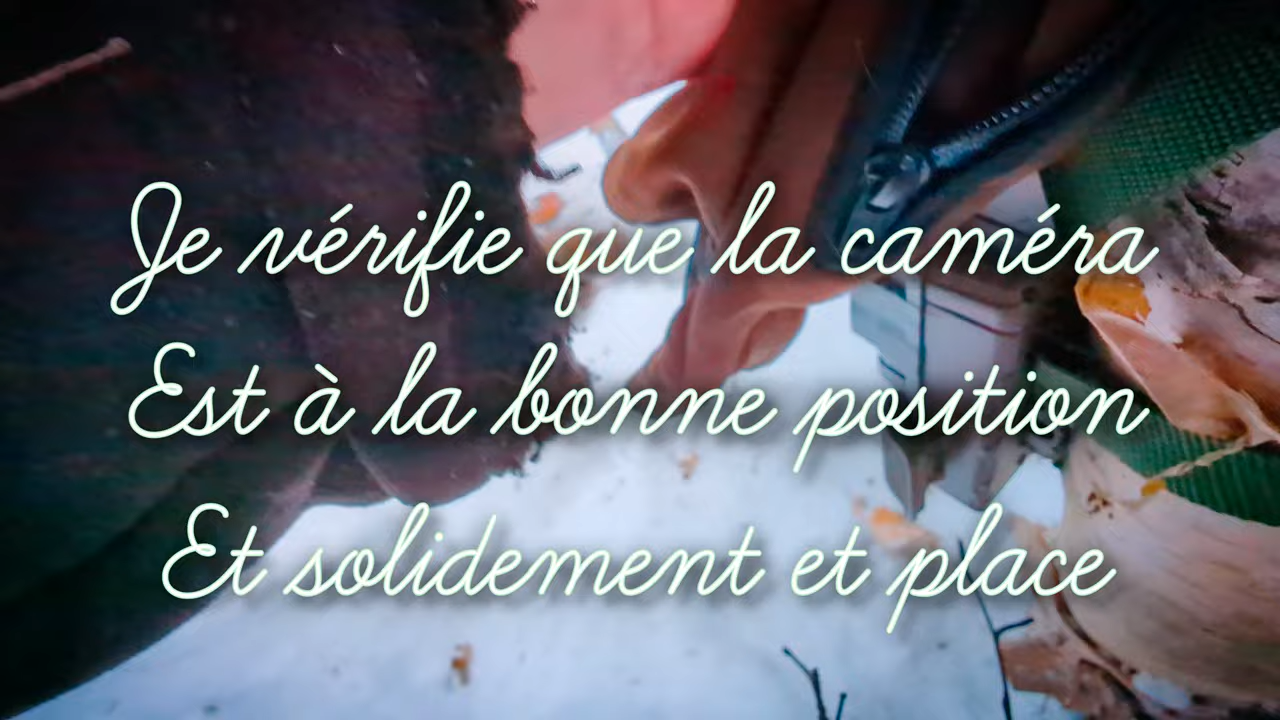 Je vérifie que la caméra
Est à la bonne position
Et solidement et place